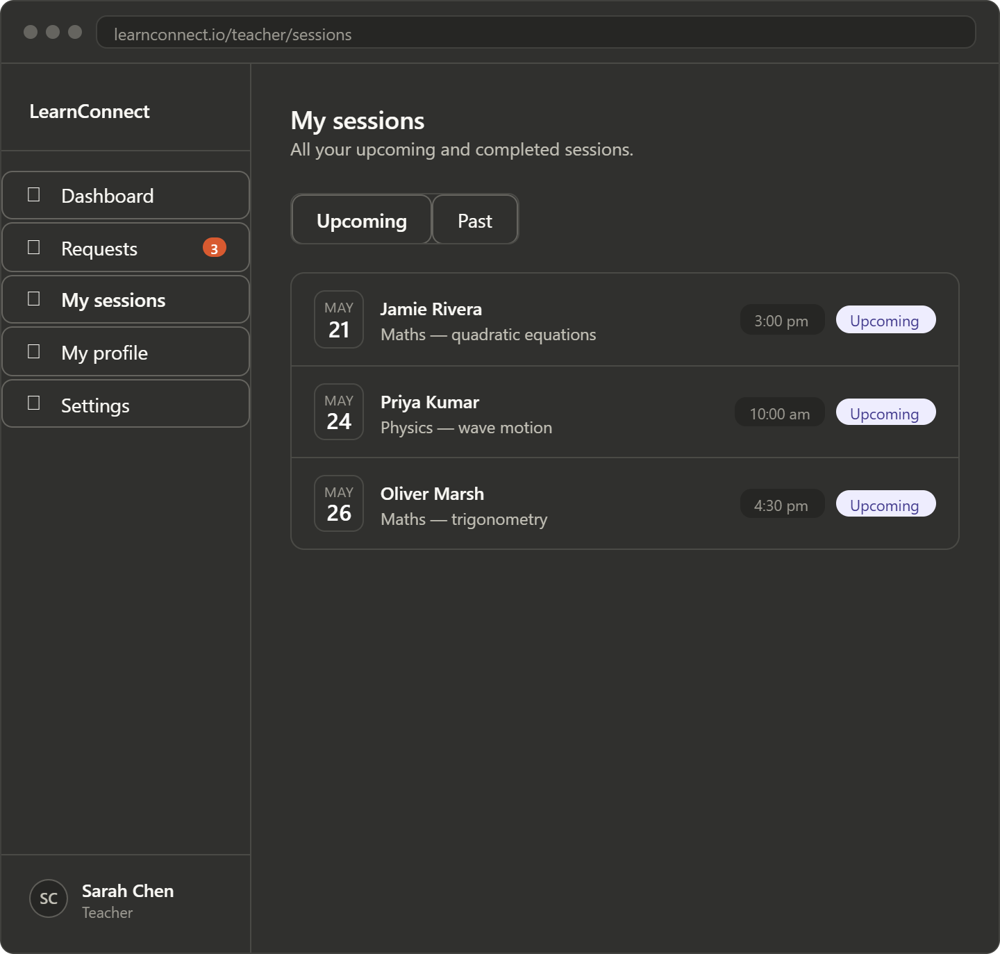 learnconnect.io/teacher/sessions
LearnConnect
Dashboard
Requests 3
My sessions
My profile
Settings
Sarah Chen
SC
Teacher
My sessions
All your upcoming and completed sessions.
Upcoming Past
MAY
21
Jamie Rivera
Maths — quadratic equations
3:00 pm Upcoming
MAY
24
Priya Kumar
Physics — wave motion
10:00 am Upcoming
MAY
26
Oliver Marsh
Maths — trigonometry
4:30 pm Upcoming